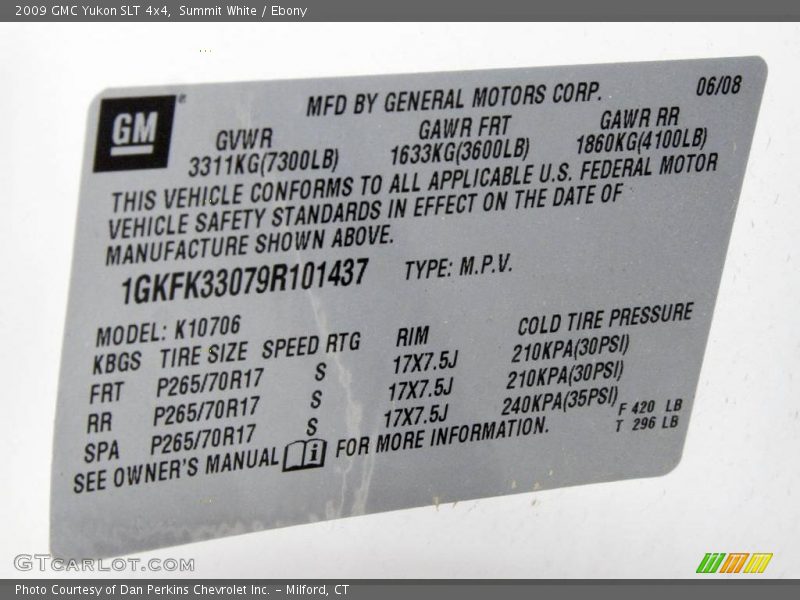 2009 GMC Yukon SLT 4x4, Summit White / Ebony
GM ®
MFD BY GENERAL MOTORS CORP. 06/08
GVWR GAWR FRT GAWR RR
3311KG(7300LB) 1633KG(3600LB) 1860KG(4100LB)
THIS VEHICLE CONFORMS TO ALL APPLICABLE U.S. FEDERAL MOTOR
VEHICLE SAFETY STANDARDS IN EFFECT ON THE DATE OF
MANUFACTURE SHOWN ABOVE.
1GKFK33079R101437 TYPE: M.P.V.
MODEL: K10706
KBGS TIRE SIZE SPEED RTG RIM COLD TIRE PRESSURE
FRT P265/70R17 S 17X7.5J 210KPA(30PSI)
RR P265/70R17 S 17X7.5J 210KPA(30PSI)
SPA P265/70R17 S 17X7.5J 240KPA(35PSI) F 420 LB
T 296 LB
SEE OWNER'S MANUAL i FOR MORE INFORMATION.
GTCARLOT.COM
Photo Courtesy of Dan Perkins Chevrolet Inc. - Milford, CT